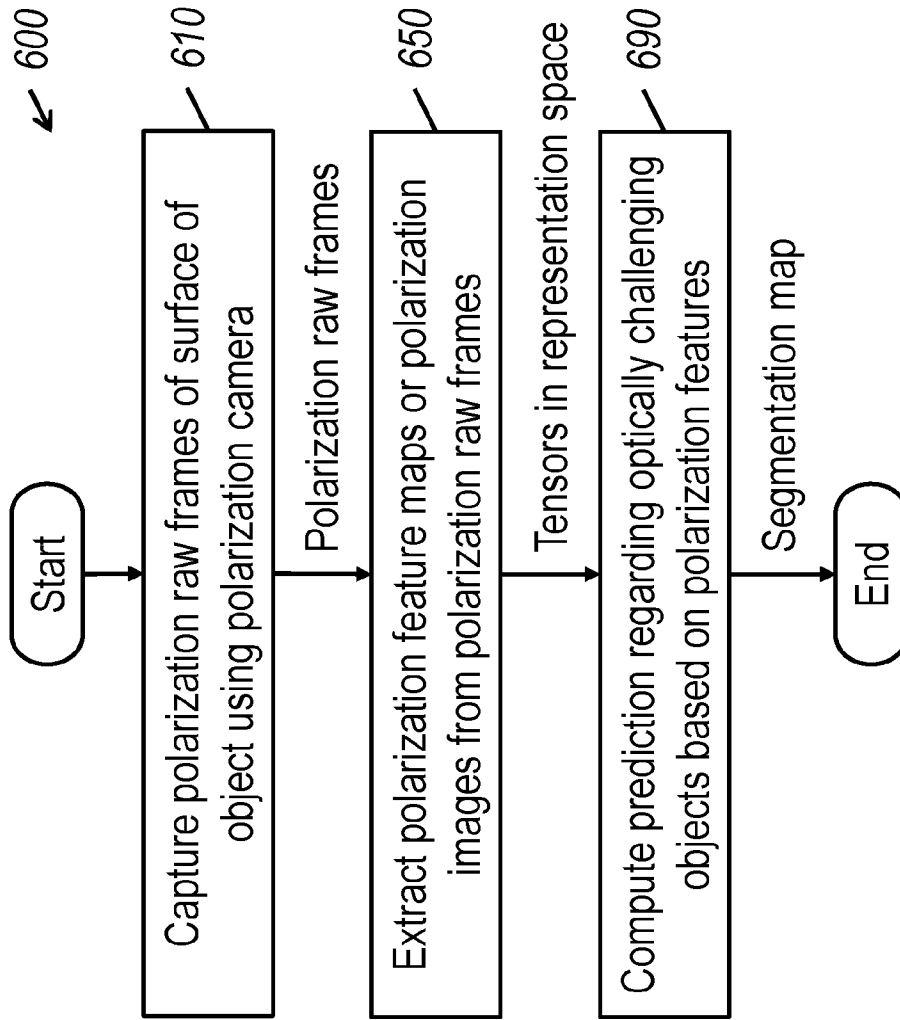 600
Start
Capture polarization raw frames of surface of
object using polarization camera
610
Polarization raw frames
Extract polarization feature maps or polarization
images from polarization raw frames
650
Tensors in representation space
Compute prediction regarding optically challenging
objects based on polarization features
690
Segmentation map
End